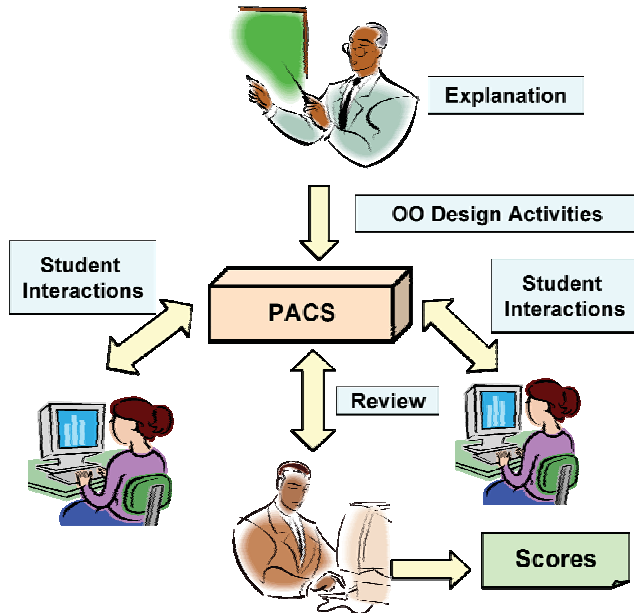 Explanation
OO Design Activities
Student
Interactions
Student
Interactions
PACS
Review
Scores